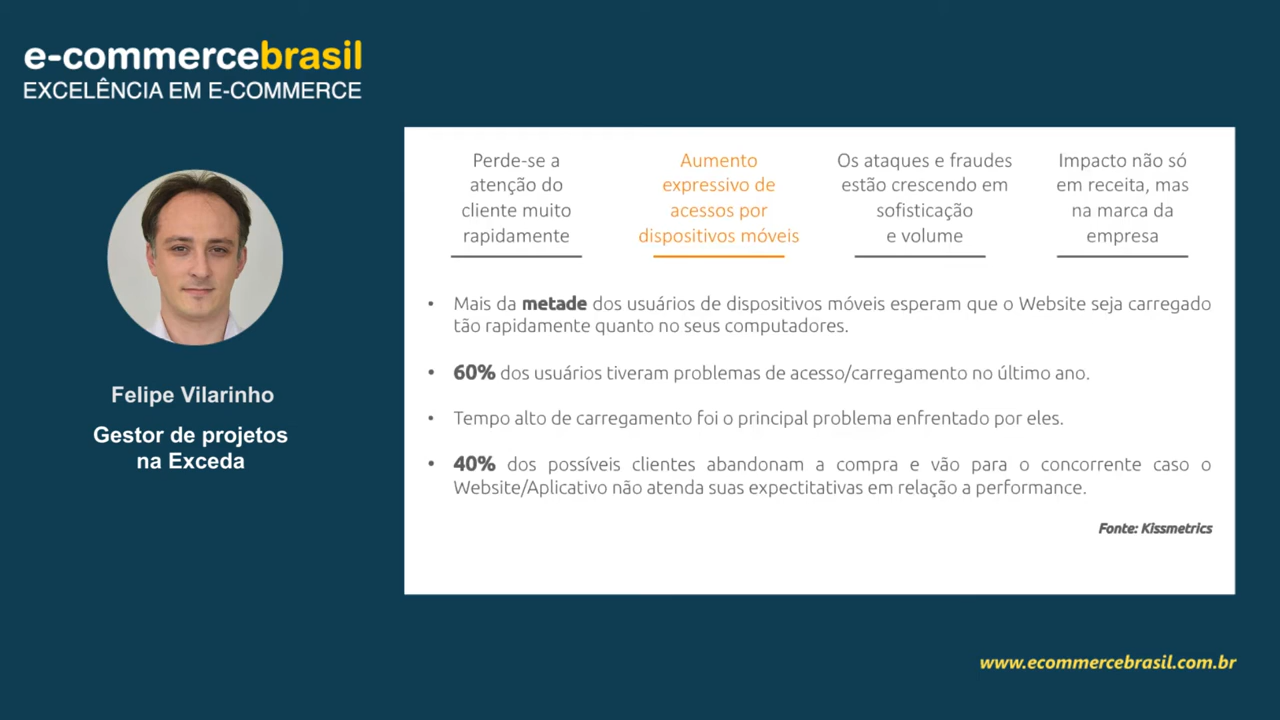 e-commercebrasil
EXCELÊNCIA EM E-COMMERCE
Felipe Vilarinho
Gestor de projetos
na Exceda
Perde-se a
atenção do
cliente muito
rapidamente
Aumento
expressivo de
acessos por
dispositivos móveis
Os ataques e fraudes
estão crescendo em
sofisticação
e volume
Impacto não só
em receita, mas
na marca da
empresa
• Mais da metade dos usuários de dispositivos móveis esperam que o Website seja carregado
tão rapidamente quanto no seus computadores.
• 60% dos usuários tiveram problemas de acesso/carregamento no último ano.
• Tempo alto de carregamento foi o principal problema enfrentado por eles.
• 40% dos possíveis clientes abandonam a compra e vão para o concorrente caso o
Website/Aplicativo não atenda suas expectitativas em relação a performance.
Fonte: Kissmetrics
www.ecommercebrasil.com.br